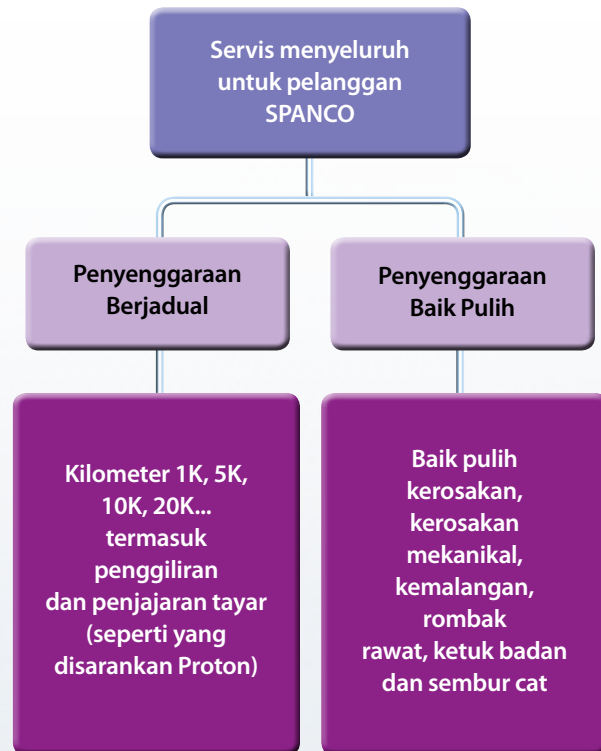 Servis menyeluruh
untuk pelanggan
SPANCO
Penyenggaraan
Berjadual
Penyenggaraan
Baik Pulih
Kilometer 1K, 5K,
10K, 20K...
termasuk
penggiliran
dan penjajaran tayar
(seperti yang
disarankan Proton)
Baik pulih
kerosakan,
kerosakan
mekanikal,
kemalangan,
rombak
rawat, ketuk badan
dan sembur cat